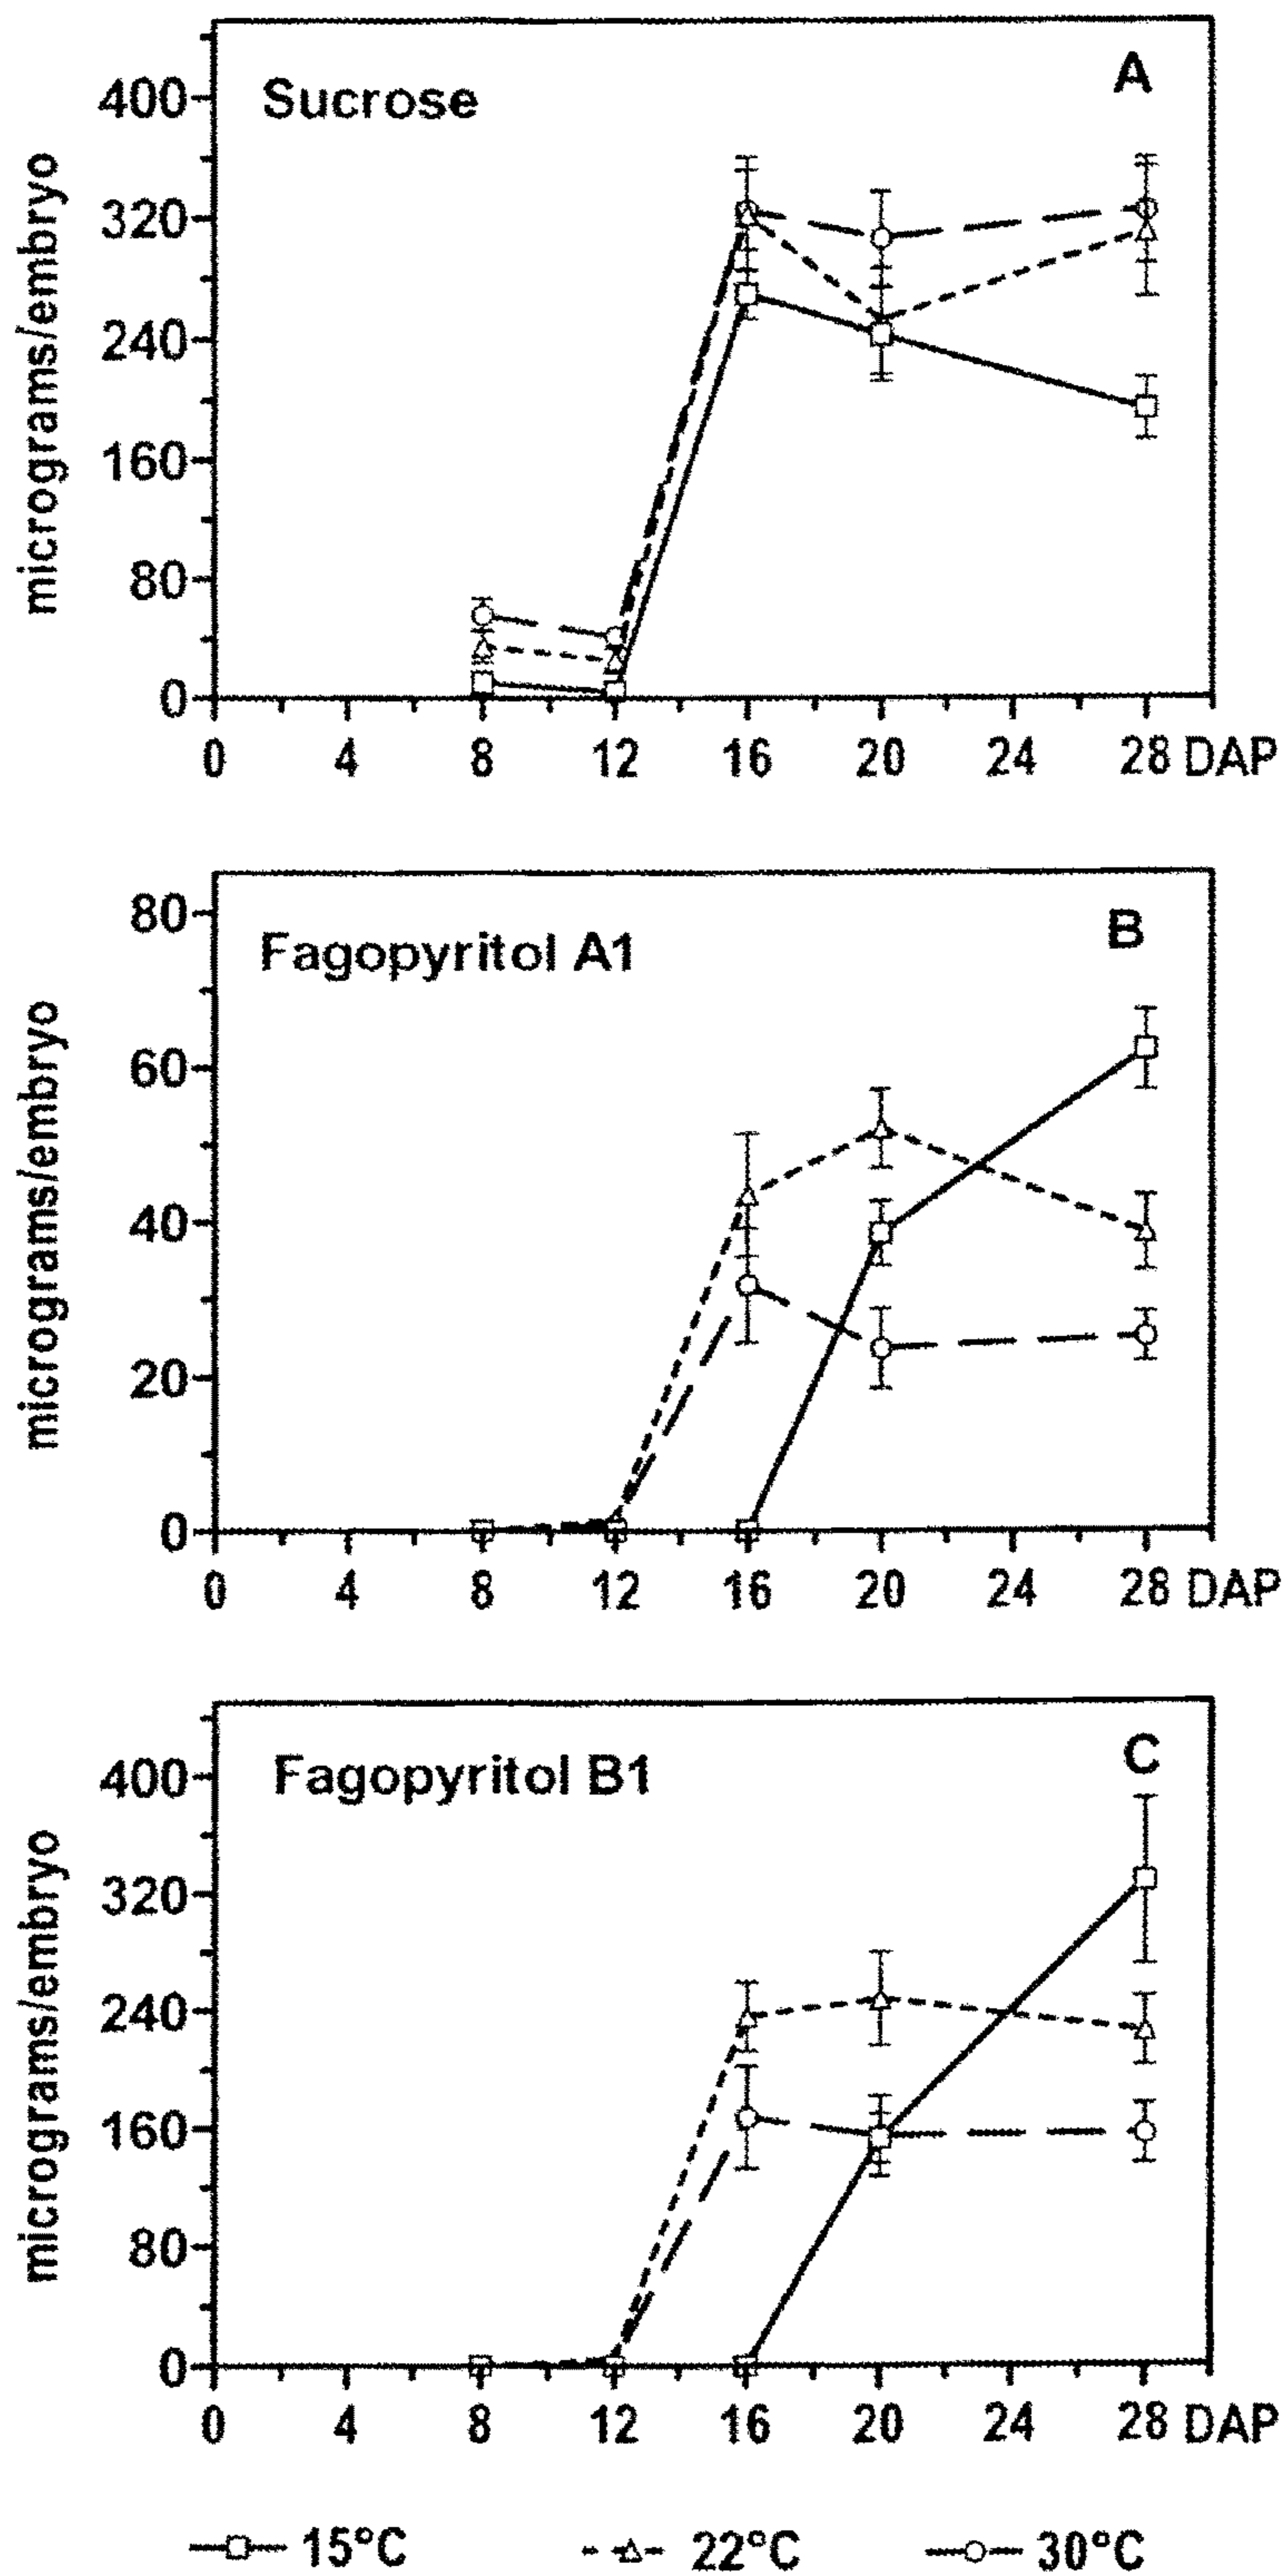 A
Sucrose
micrograms/embryo
400
320
240
160
80
0
0 4 8 12 16 20 24 28 DAP
B
Fagopyritol A1
micrograms/embryo
80
60
40
20
0
0 4 8 12 16 20 24 28 DAP
C
Fagopyritol B1
micrograms/embryo
400
320
240
160
80
0
0 4 8 12 16 20 24 28 DAP
15°C 22°C 30°C